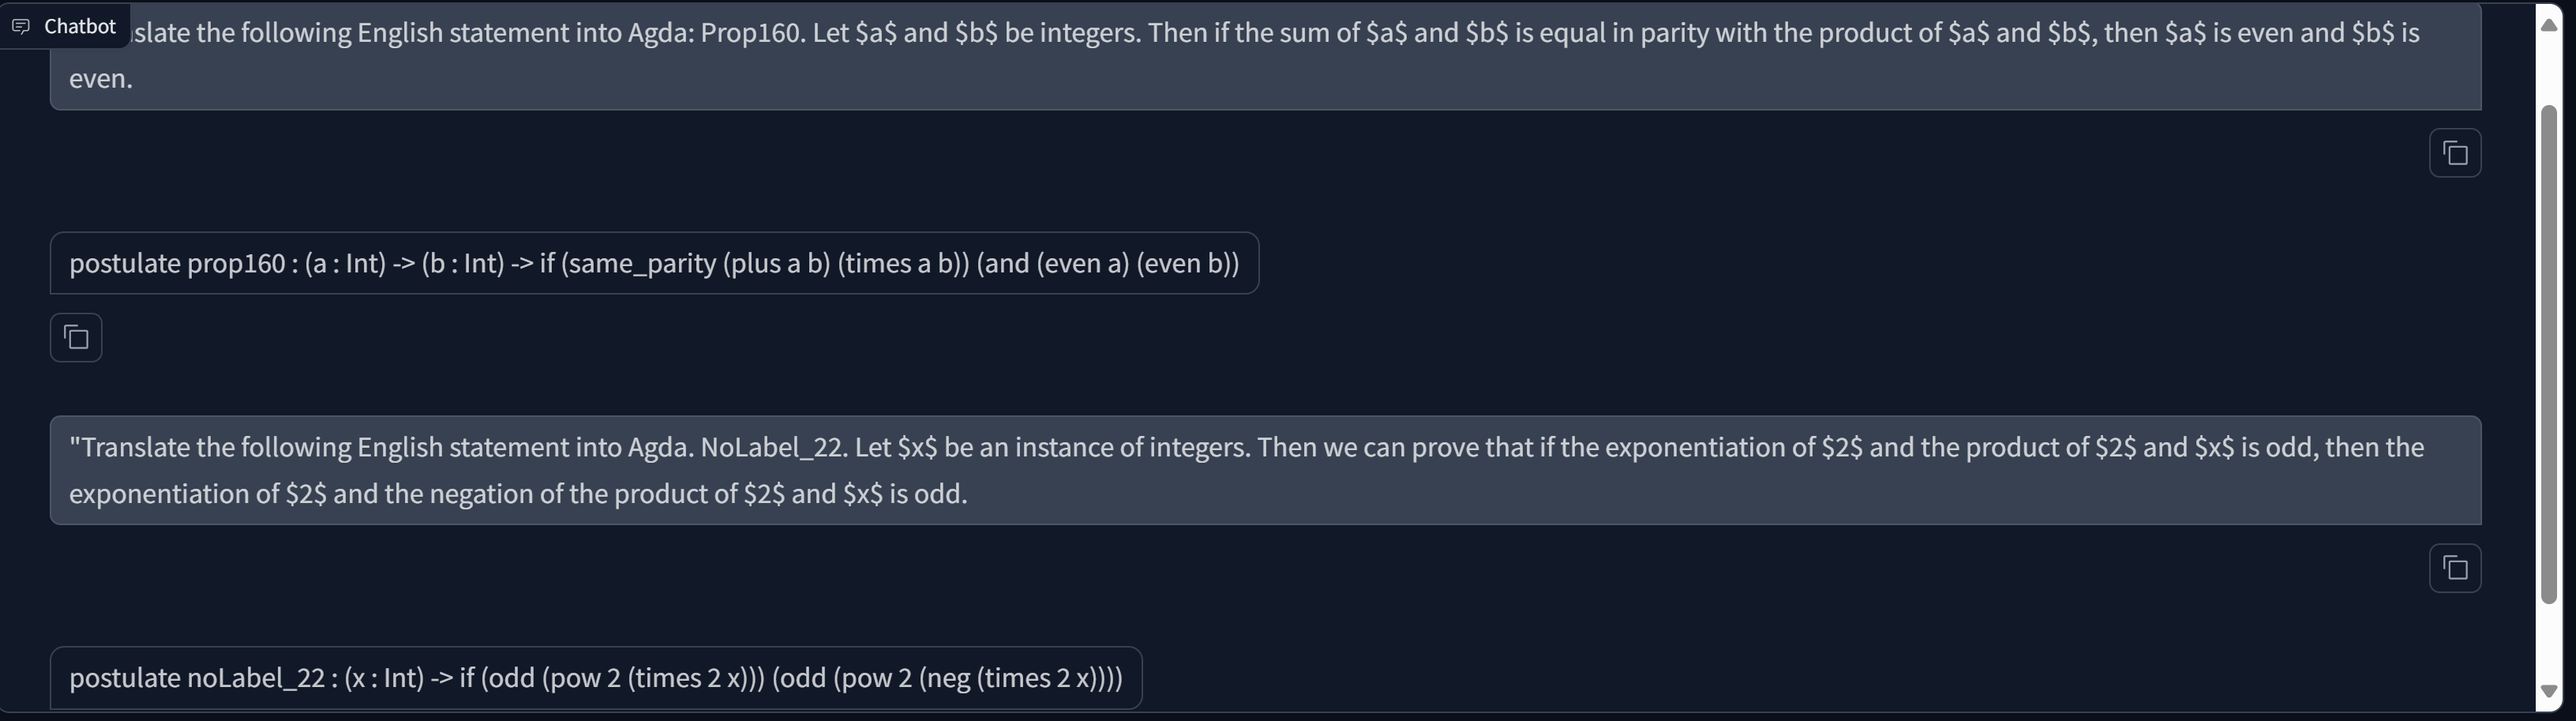 Chatbot
slate the following English statement into Agda: Prop160. Let $a$ and $b$ be integers. Then if the sum of $a$ and $b$ is equal in parity with the product of $a$ and $b$, then $a$ is even and $b$ is
even.
postulate prop160 : (a : Int) -> (b : Int) -> if (same_parity (plus a b) (times a b)) (and (even a) (even b))
"Translate the following English statement into Agda. NoLabel_22. Let $x$ be an instance of integers. Then we can prove that if the exponentiation of $2$ and the product of $2$ and $x$ is odd, then the
exponentiation of $2$ and the negation of the product of $2$ and $x$ is odd.
postulate noLabel_22 : (x : Int) -> if (odd (pow 2 (times 2 x))) (odd (pow 2 (neg (times 2 x))))